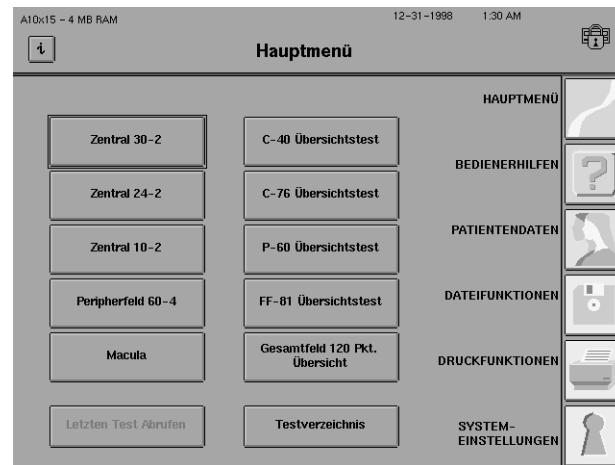 A10x15 - 4 MB RAM
12-31-1998 1:30 AM
i
Hauptmenü
HAUPTMENÜ
Zentral 30-2
C-40 Übersichtstest
BEDIENERHILFEN
Zentral 24-2
C-76 Übersichtstest
PATIENTENDATEN
Zentral 10-2
P-60 Übersichtstest
DATEIFUNKTIONEN
Peripherfeld 60-4
FF-81 Übersichtstest
Macula
Gesamtfeld 120 Pkt.
Übersicht
DRUCKFUNKTIONEN
Letzten Test Abrufen
Testverzeichnis
SYSTEM-
EINSTELLUNGEN